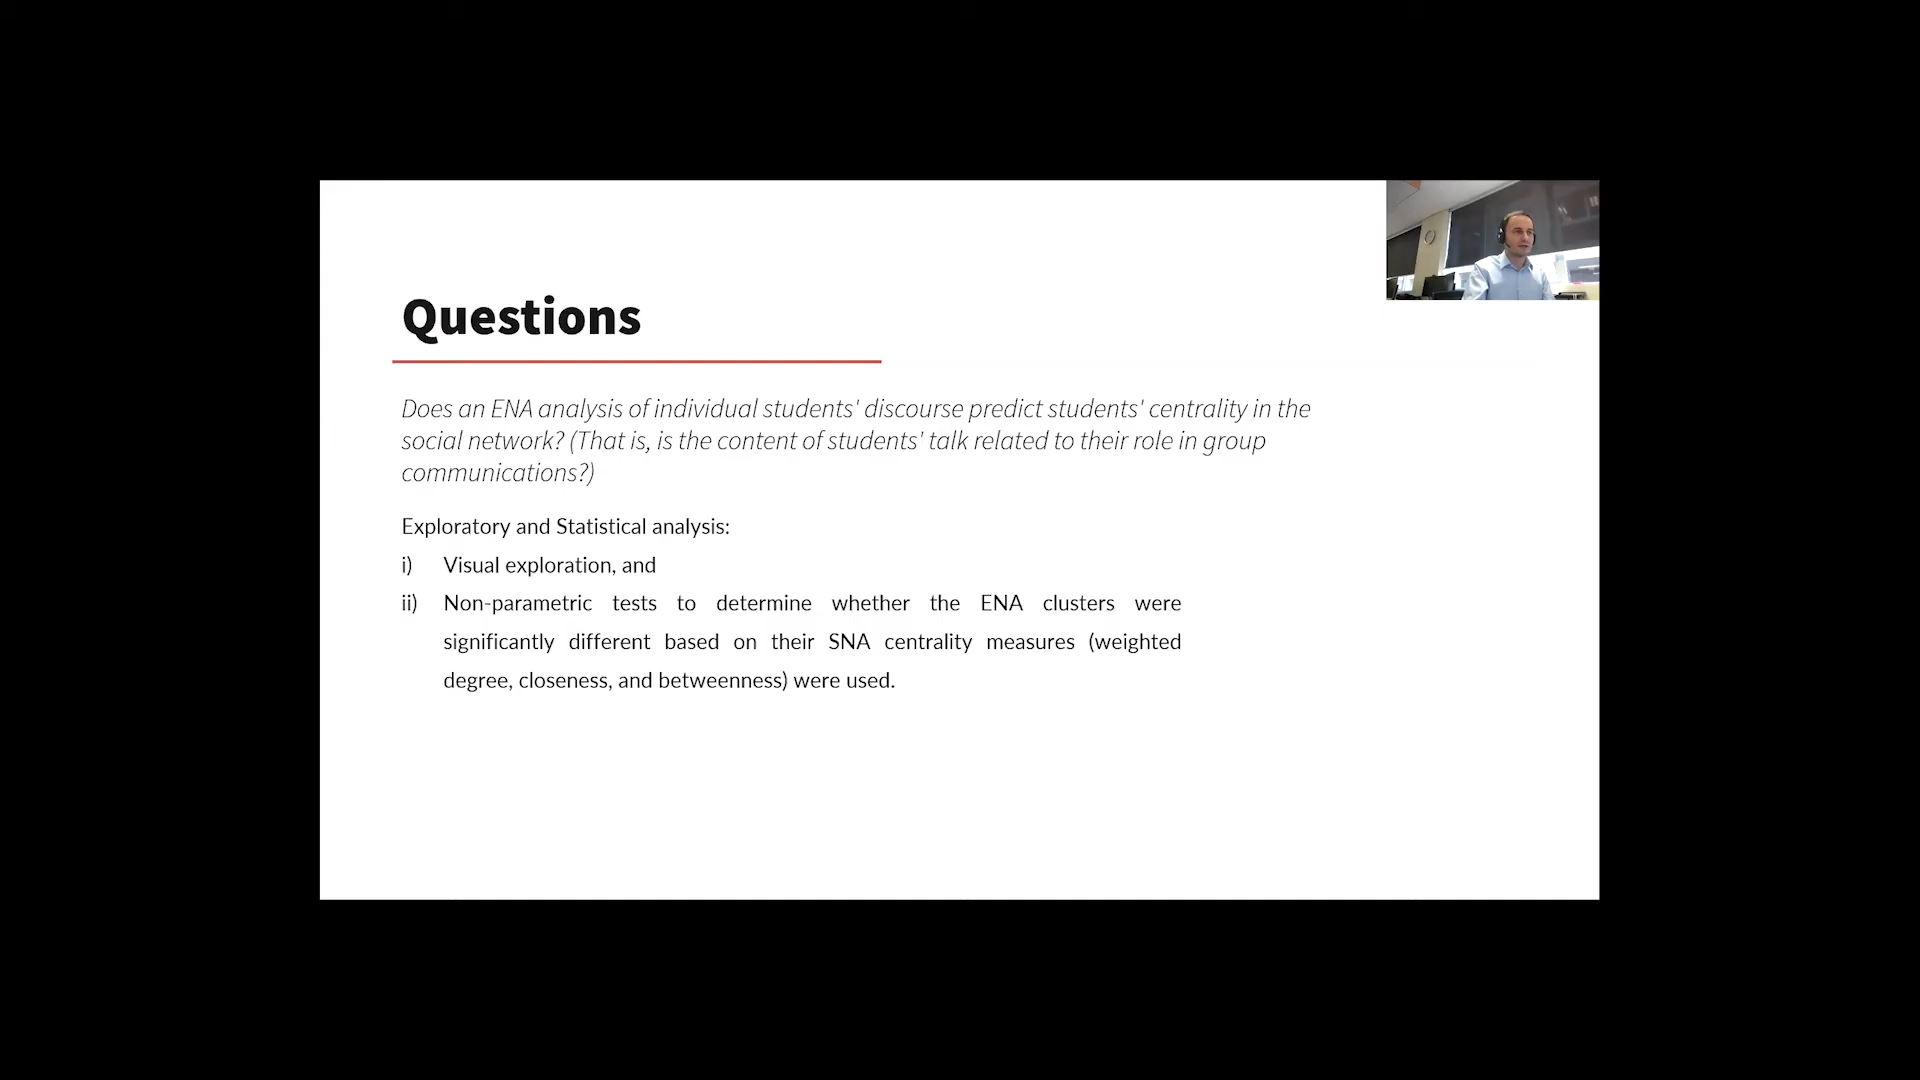 Questions
Does an ENA analysis of individual students' discourse predict students' centrality in the
social network? (That is, is the content of students' talk related to their role in group
communications?)
Exploratory and Statistical analysis:
i) Visual exploration, and
ii) Non-parametric tests to determine whether the ENA clusters were
significantly different based on their SNA centrality measures (weighted
degree, closeness, and betweenness) were used.